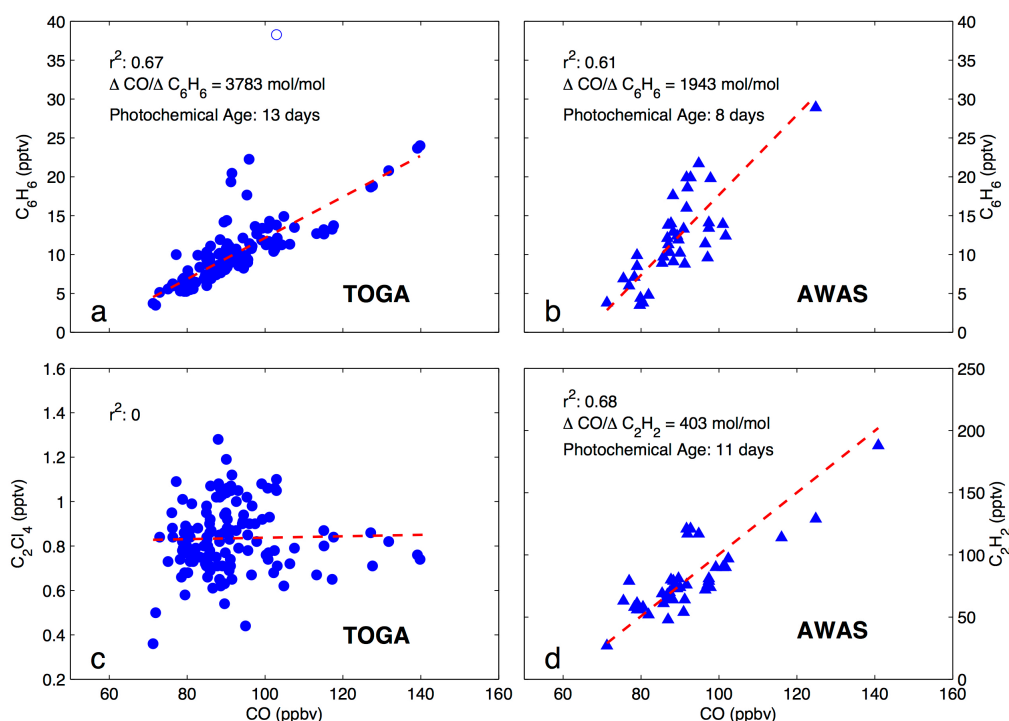 40
35
30
25
20
15
10
5
0
C6H6 (pptv)
r2: 0.67
Δ CO/Δ C6H6 = 3783 mol/mol
Photochemical Age: 13 days
a
TOGA
r2: 0.61
Δ CO/Δ C6H6 = 1943 mol/mol
Photochemical Age: 8 days
b
AWAS
40
30
20
10
0
C6H6 (pptv)
1.6
1.4
1.2
1
0.8
0.6
0.4
0.2
C2Cl4 (pptv)
r2: 0
c
TOGA
60
80
100
120
140
160
CO (ppbv)
r2: 0.68
Δ CO/Δ C2H2 = 403 mol/mol
Photochemical Age: 11 days
d
AWAS
250
200
150
100
50
0
C2H2 (pptv)
60
80
100
120
140
160
CO (ppbv)